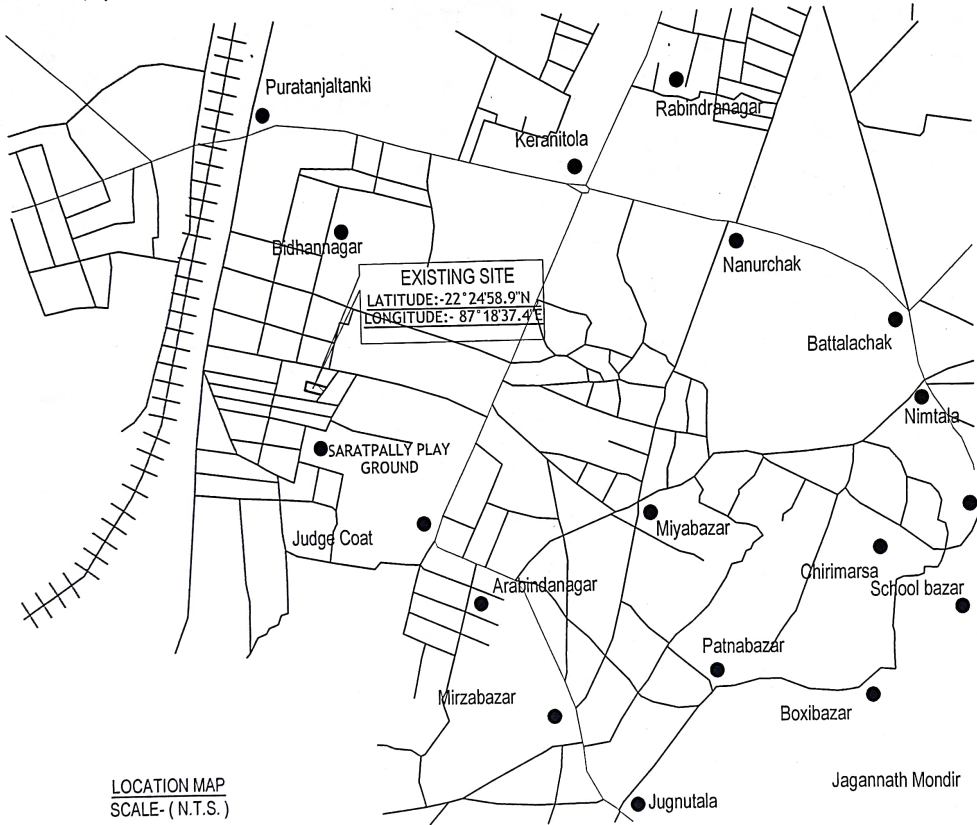 Puratanjaltanki
Rabindranagar
Keranitola
Bidhannagar
Nanurchak
EXISTING SITE
LATITUDE:-22°24'58.9"N
LONGITUDE:- 87°18'37.4"E
Battalachak
Nimtala
SARATPALLY PLAY
GROUND
Miyabazar
Judge Coat
Chirimarsa
School bazar
Arabindanagar
Patnabazar
Mirzabazar
Boxibazar
Jagannath Mondir
LOCATION MAP
SCALE- ( N.T.S. )
Jugnutala